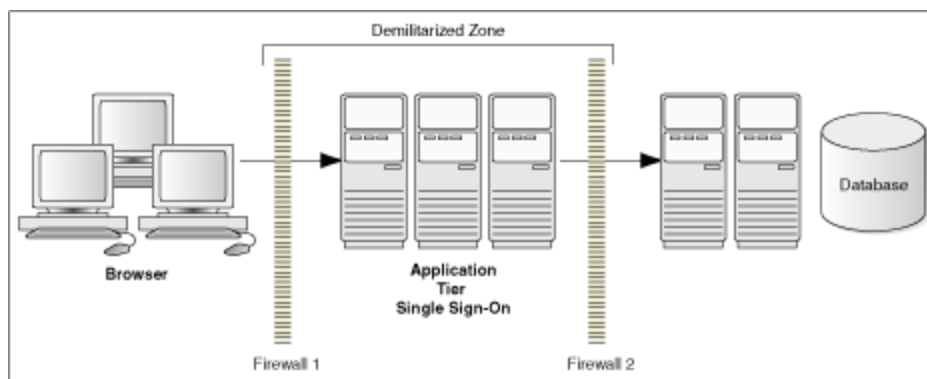 Demilitarized Zone
Database
Browser
Application
Tier
Single Sign-On
Firewall 1
Firewall 2